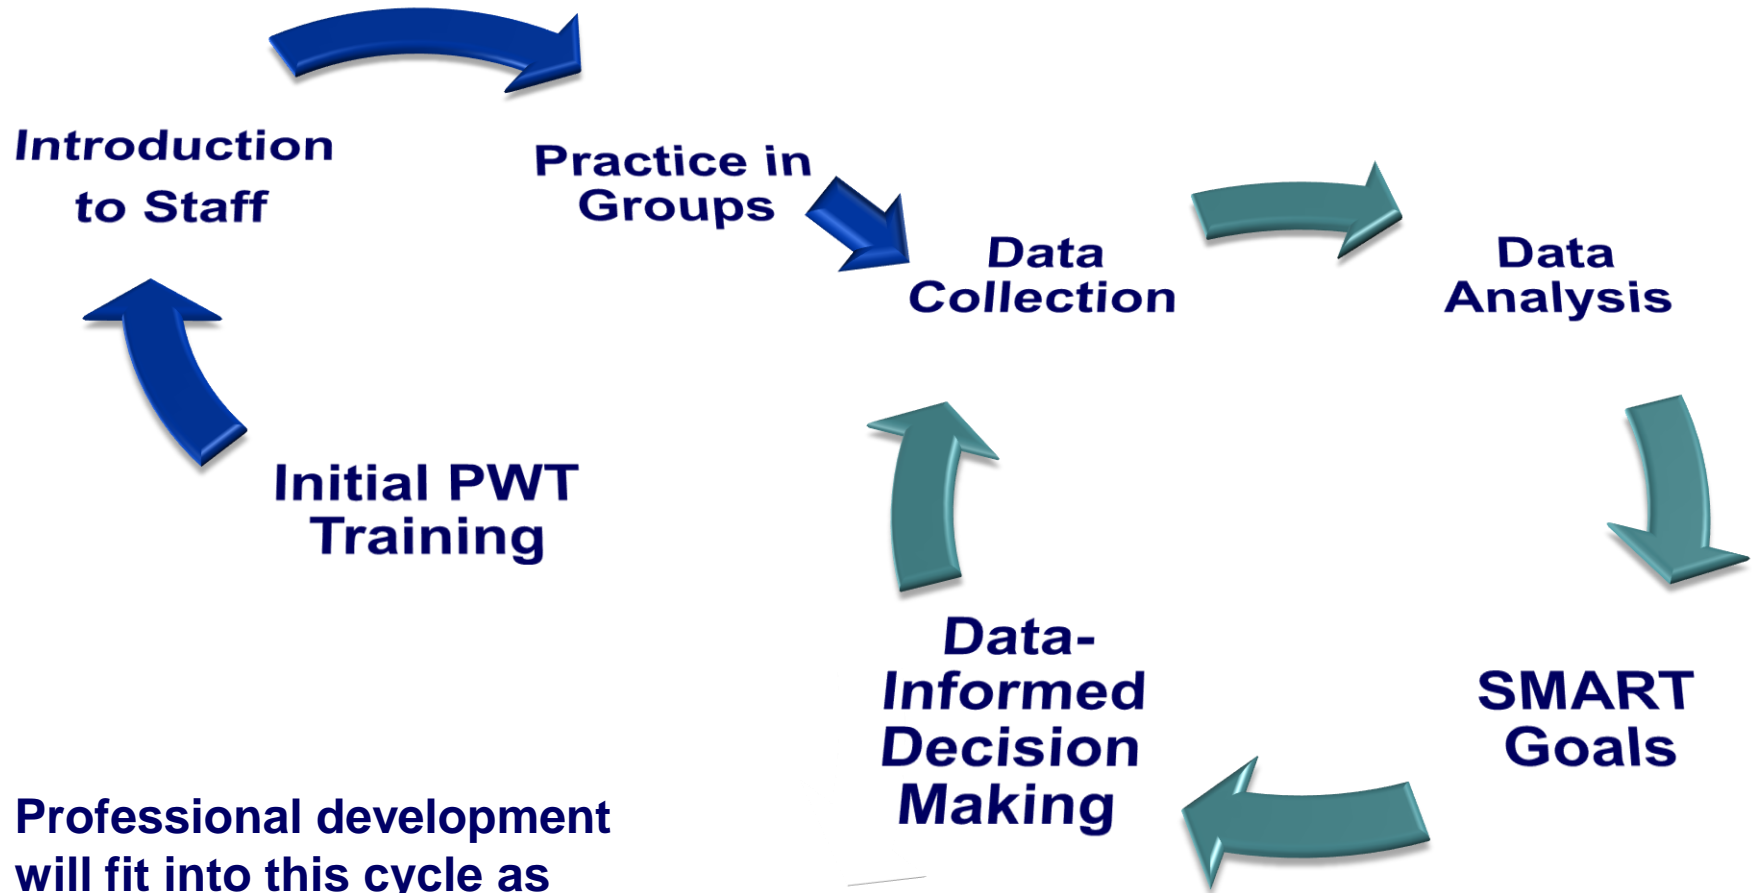 Introduction
to Staff
Practice in
Groups
Data
Collection
Data
Analysis
Initial PWT
Training
Data-
Informed
Decision
Making
SMART
Goals
Professional development
will fit into this cycle as